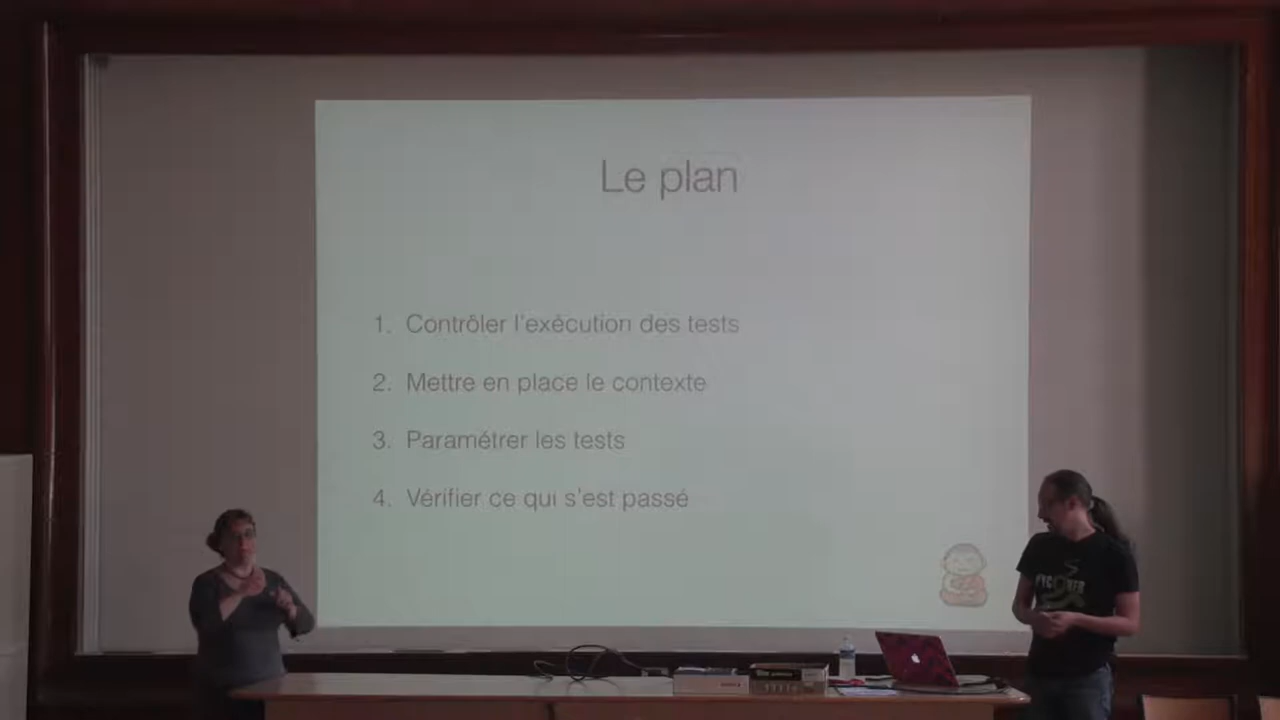 Le plan
1. Contrôler l'exécution des tests
2. Mettre en place le contexte
3. Paramétrer les tests
4. Vérifier ce qui s'est passé